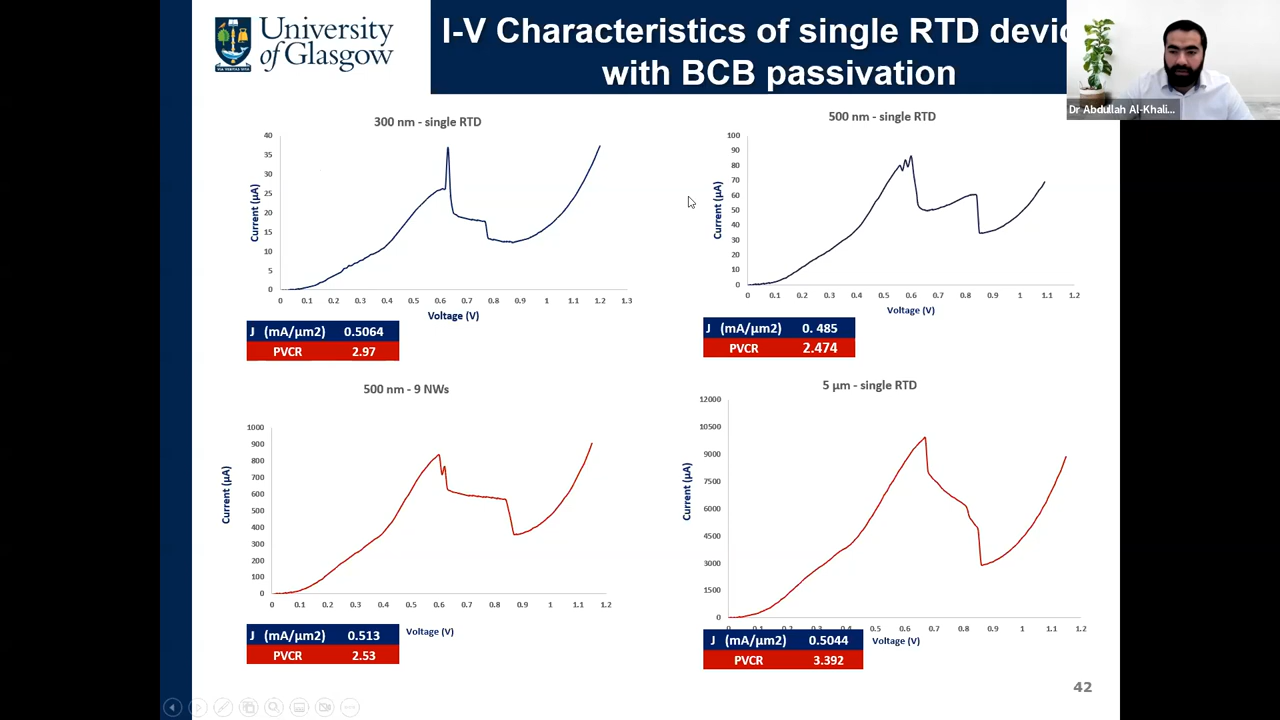 University
of Glasgow
I-V Characteristics of single RTD devic
with BCB passivation
Dr Abdullah Al-Khali...
300 nm - single RTD
40
35
30
25
20
15
10
5
0
Current (µA)
0 0.1 0.2 0.3 0.4 0.5 0.6 0.7 0.8 0.9 1 1.1 1.2 1.3
Voltage (V)
J (mA/µm2) 0.5064
PVCR 2.97
500 nm - single RTD
100
90
80
70
60
50
40
30
20
10
0
Current (µA)
0 0.1 0.2 0.3 0.4 0.5 0.6 0.7 0.8 0.9 1 1.1 1.2
Voltage (V)
J (mA/µm2) 0. 485
PVCR 2.474
500 nm - 9 NWs
1000
900
800
700
600
500
400
300
200
100
0
Current (µA)
0 0.1 0.2 0.3 0.4 0.5 0.6 0.7 0.8 0.9 1 1.1 1.2
Voltage (V)
J (mA/µm2) 0.513
PVCR 2.53
5 µm - single RTD
12000
10500
9000
7500
6000
4500
3000
1500
0
Current (µA)
0 0.1 0.2 0.3 0.4 0.5 0.6 0.7 0.8 0.9 1 1.1 1.2
Voltage (V)
J (mA/µm2) 0.5044
PVCR 3.392
42